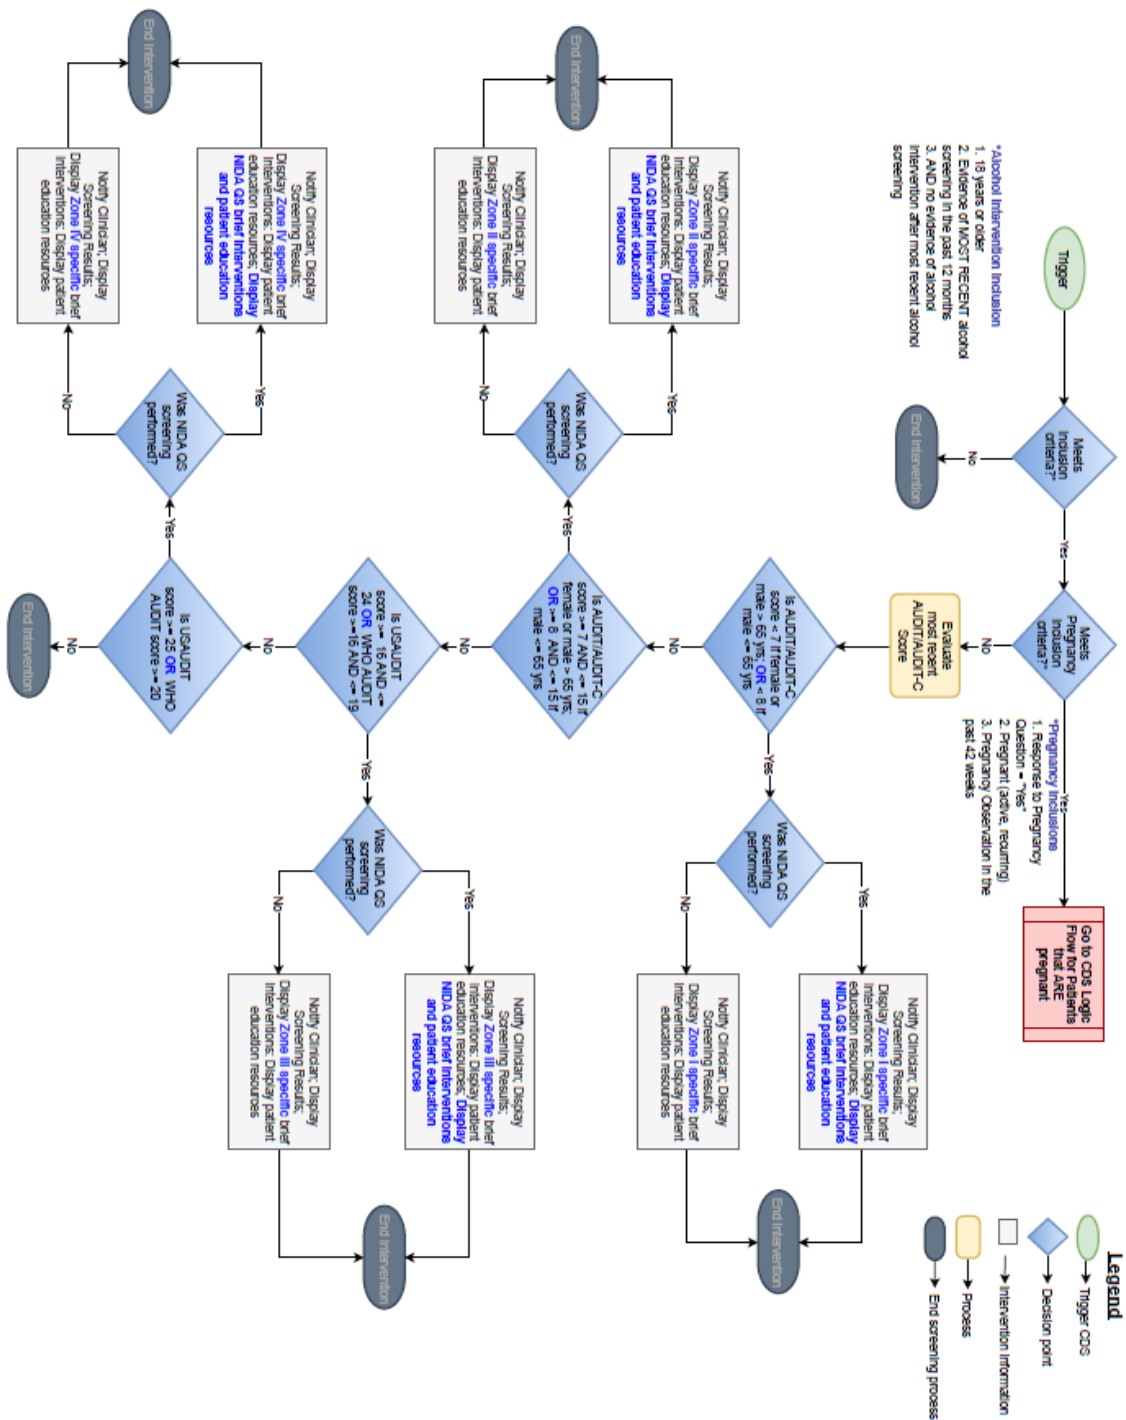 Legend
Trigger CDS
Decision point
Intervention Information
Process
End screening process
Trigger
Meets
Inclusion
criteria?*
Yes
No
End Intervention
*Alcohol Intervention Inclusion
1. 18 years or older
2. Evidence of MOST RECENT alcohol
screening in the past 12 months
3. AND no evidence of alcohol
Intervention after most recent alcohol
screening
Meets
Pregnancy
Inclusion
criteria?*
Yes
No
Go to CDS Logic
Flow for Patients
that ARE
pregnant
*Pregnancy Inclusions
1. Response to Pregnancy
Question = "Yes"
2. Pregnant (active, recurring)
3. Pregnancy Observation in the
past 42 weeks
Evaluate
most recent
AUDIT/AUDIT-C
Score
Is AUDIT/AUDIT-C
score < 7 if female or
male > 65 yrs; OR < 8 if
male <= 65 yrs
Yes
No
Was NIDA QS
screening
performed?
Yes
No
Notify Clinician; Display
Screening Results;
Display Zone I specific brief
Interventions; Display patient
education resources; Display
NIDA QS brief Interventions
and patient education
resources
Notify Clinician; Display
Screening Results;
Display Zone I specific brief
Interventions; Display patient
education resources
End Intervention
Is AUDIT/AUDIT-C
score >= 7 AND <= 15 if
female or male > 65 yrs;
OR >= 8 AND <= 15 if
male <= 65 yrs
Yes
No
Was NIDA QS
screening
performed?
Yes
No
Notify Clinician; Display
Screening Results;
Display Zone II specific brief
Interventions; Display patient
education resources; Display
NIDA QS brief Interventions
and patient education
resources
Notify Clinician; Display
Screening Results;
Display Zone II specific brief
Interventions; Display patient
education resources
End Intervention
Is USAUDIT
score >= 16 AND <=
24 OR WHO AUDIT
score >=16 AND <= 19
Yes
No
Was NIDA QS
screening
performed?
Yes
No
Notify Clinician; Display
Screening Results;
Display Zone III specific brief
Interventions; Display patient
education resources; Display
NIDA QS brief Interventions
and patient education
resources
Notify Clinician; Display
Screening Results;
Display Zone III specific brief
Interventions; Display patient
education resources
End Intervention
Is USAUDIT
score >= 25 OR WHO
AUDIT score >= 20
Yes
No
Was NIDA QS
screening
performed?
Yes
No
Notify Clinician; Display
Screening Results;
Display Zone IV specific brief
Interventions; Display patient
education resources; Display
NIDA QS brief Interventions
and patient education
resources
Notify Clinician; Display
Screening Results;
Display Zone IV specific brief
Interventions; Display patient
education resources
End Intervention
End Intervention